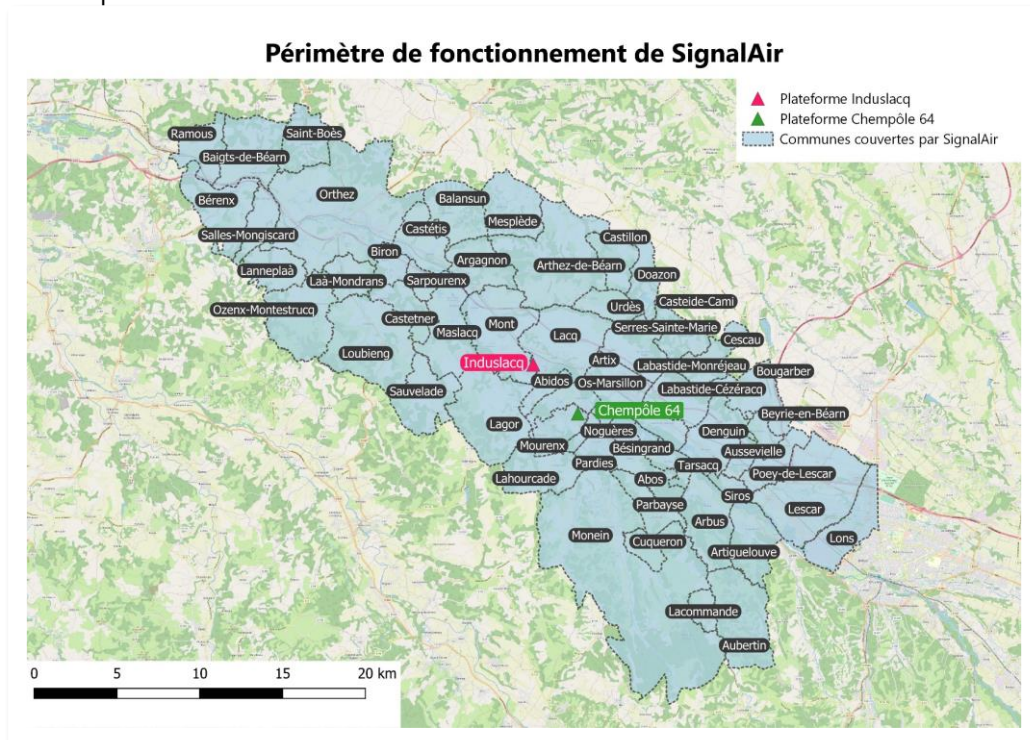 Périmètre de fonctionnement de SignalAir
Plateforme Induslacq
Plateforme Chempôle 64
Communes couvertes par SignalAir
Ramous
Saint-Boès
Baigts-de-Béarn
Bérenx
Orthez
Balansun
Mesplède
Castétis
Salles-Mongiscard
Castillon
Biron
Argagnon
Arthez-de-Béarn
Lanneplaà
Laà-Mondrans
Sarpourenx
Doazon
Ozenx-Montestrucq
Urdès
Casteide-Cami
Castetner
Mont
Maslacq
Lacq
Serres-Sainte-Marie
Cescau
Loubieng
Induslacq
Artix
Labastide-Monréjeau
Bougarber
Sauvelade
Abidos
Os-Marsillon
Labastide-Cézéracq
Chempôle 64
Beyrie-en-Béarn
Lagor
Noguères
Denguin
Mourenx
Bésingrand
Aussevielle
Pardies
Tarsacq
Poey-de-Lescar
Lahourcade
Abos
Siros
Parbayse
Lescar
Arbus
Monein
Cuqueron
Lons
Artiguelouve
Lacommande
Aubertin
0 5 10 15 20 km